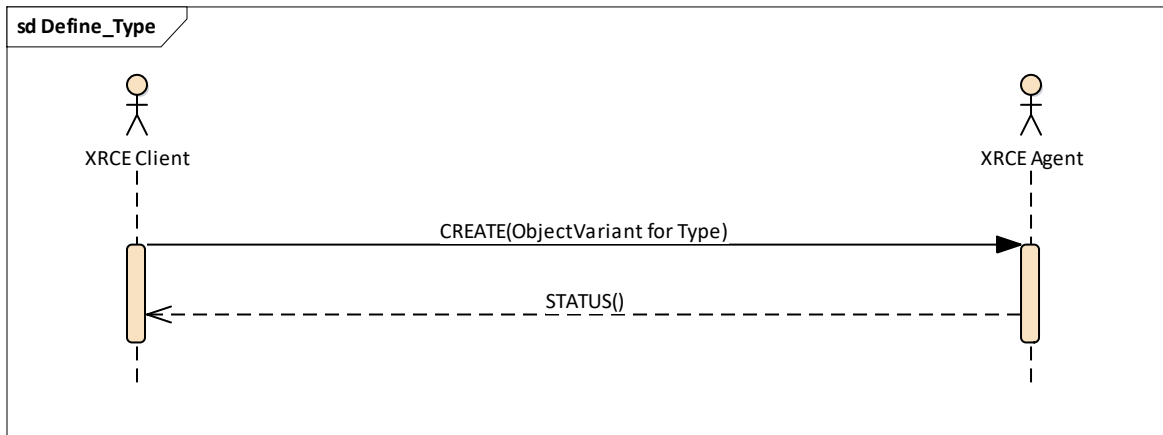 sd Define_Type
XRCE Client
XRCE Agent
CREATE(ObjectVariant for Type)
STATUS()